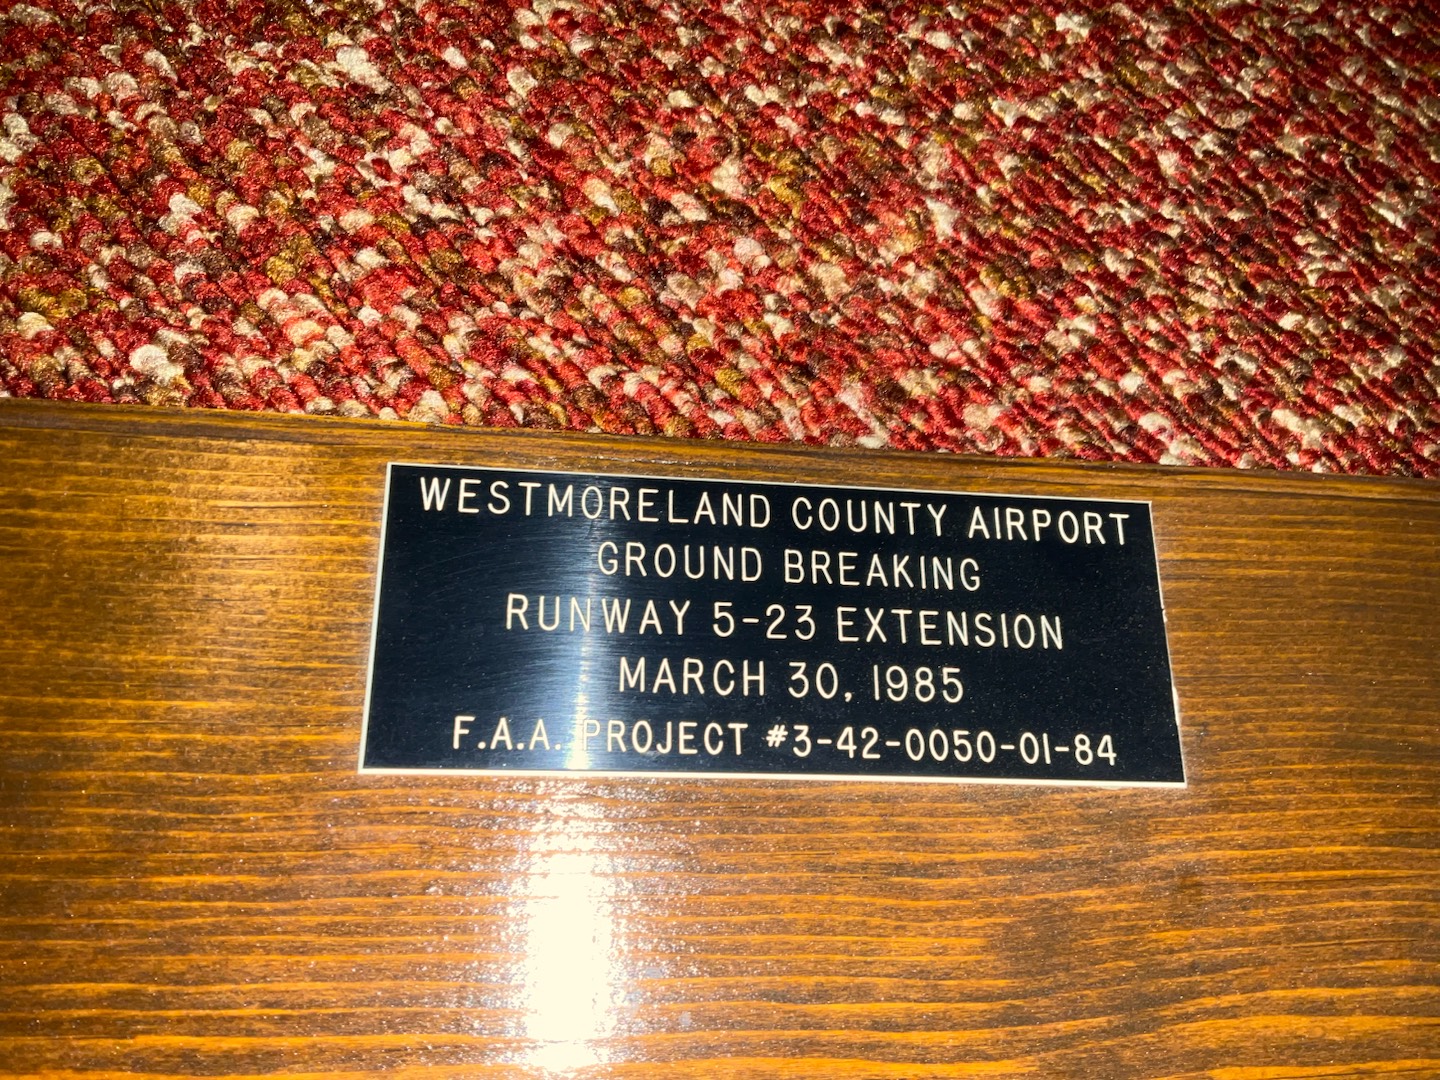 WESTMORELAND COUNTY AIRPORT
GROUND BREAKING
RUNWAY 5-23 EXTENSION
MARCH 30, 1985
F.A.A. PROJECT #3-42-0050-01-84